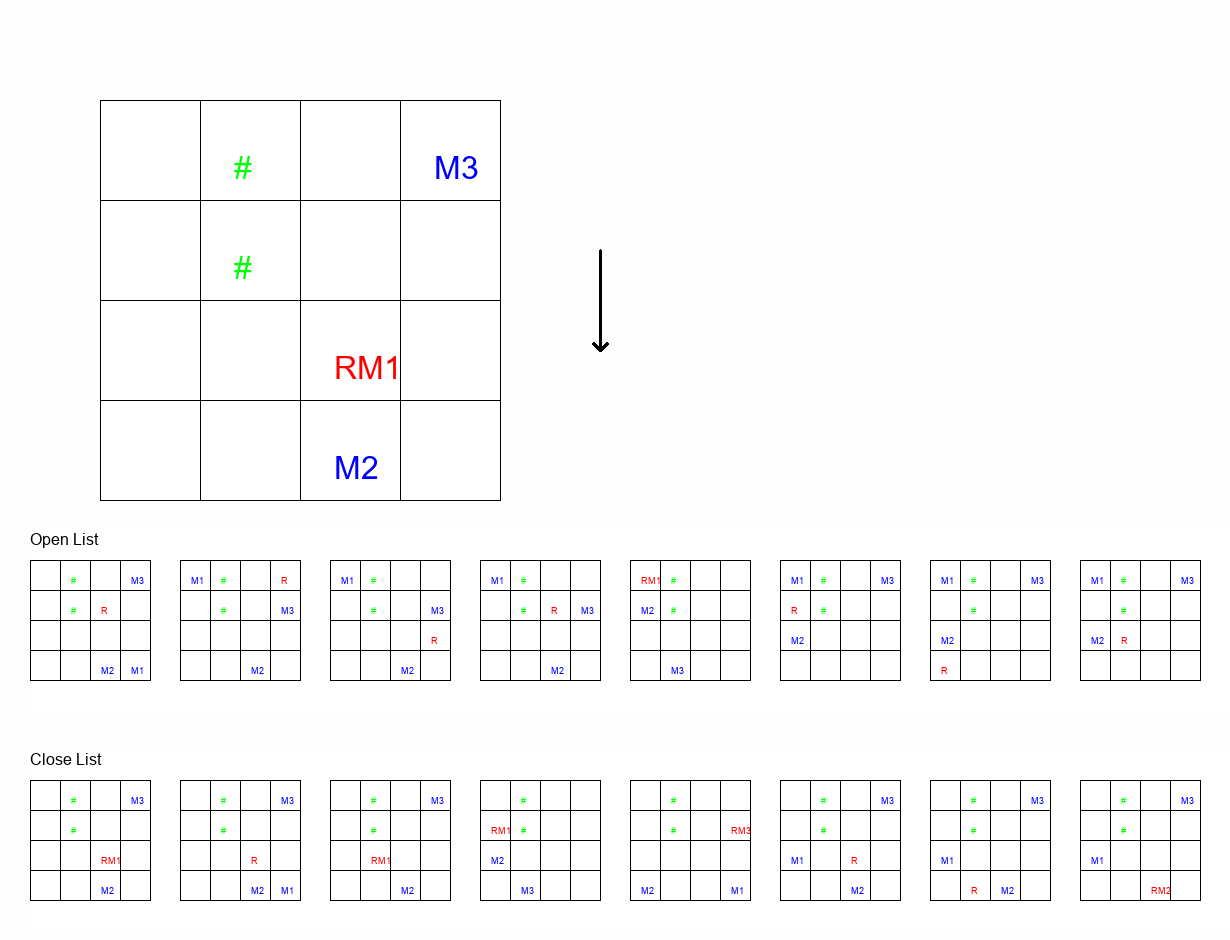 # M3
#
RM1
M2
Open List
# M3 M1 # R M1 # M1 # RM1 # M1 # M3 M1 # M3 M1 # M3
# R # M3 # M3 # R M3 M2 # R # # #
R M2 M2 M2 R
M2 M1 M2 M2 M2 M3 R
Close List
# M3 # M3 # M3 # # # M3 # M3 # M3
# # # RM1 # # RM3 # # #
RM1 R RM1 M2 M1 R M1 M1
M2 M2 M1 M2 M3 M2 M1 M2 R M2 RM2